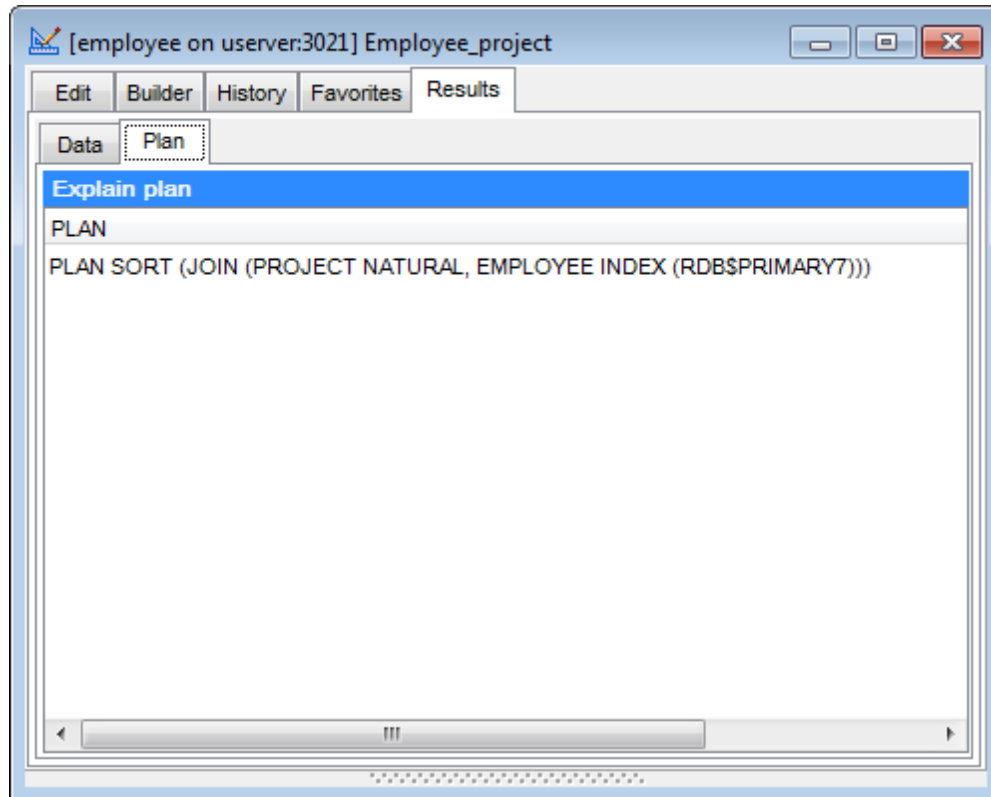 [employee on userver:3021] Employee_project
Edit Builder History Favorites Results
Data Plan
Explain plan
PLAN
PLAN SORT (JOIN (PROJECT NATURAL, EMPLOYEE INDEX (RDB$PRIMARY7)))